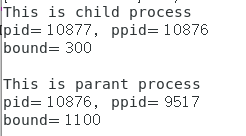 This is child process
pid= 10877, ppid= 10876
bound= 300
This is parant process
pid= 10876, ppid= 9517
bound= 1100